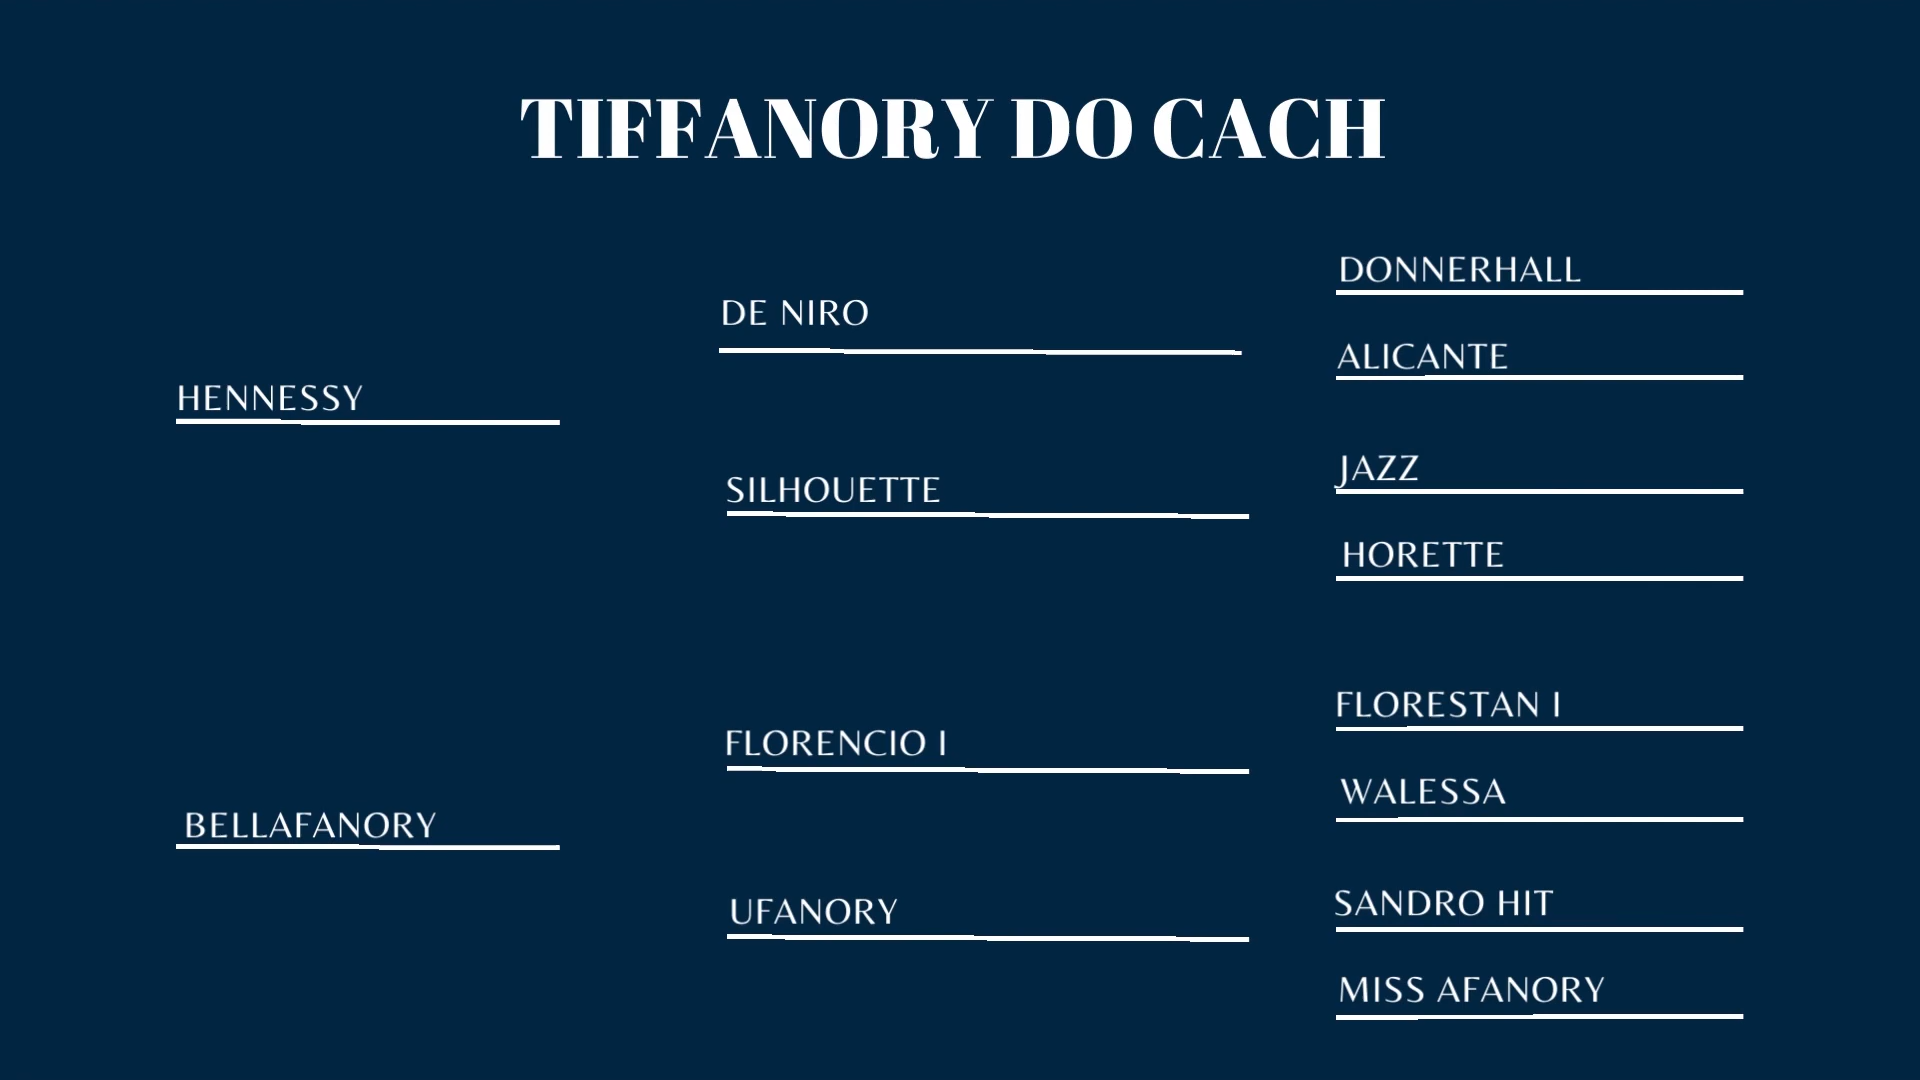 TIFFANORY DO CACH
HENNESSY
DE NIRO
DONNERHALL
ALICANTE
SILHOUETTE
JAZZ
HORETTE
BELLAFANORY
FLORENCIO I
FLORESTAN I
WALESSA
UFANORY
SANDRO HIT
MISS AFANORY